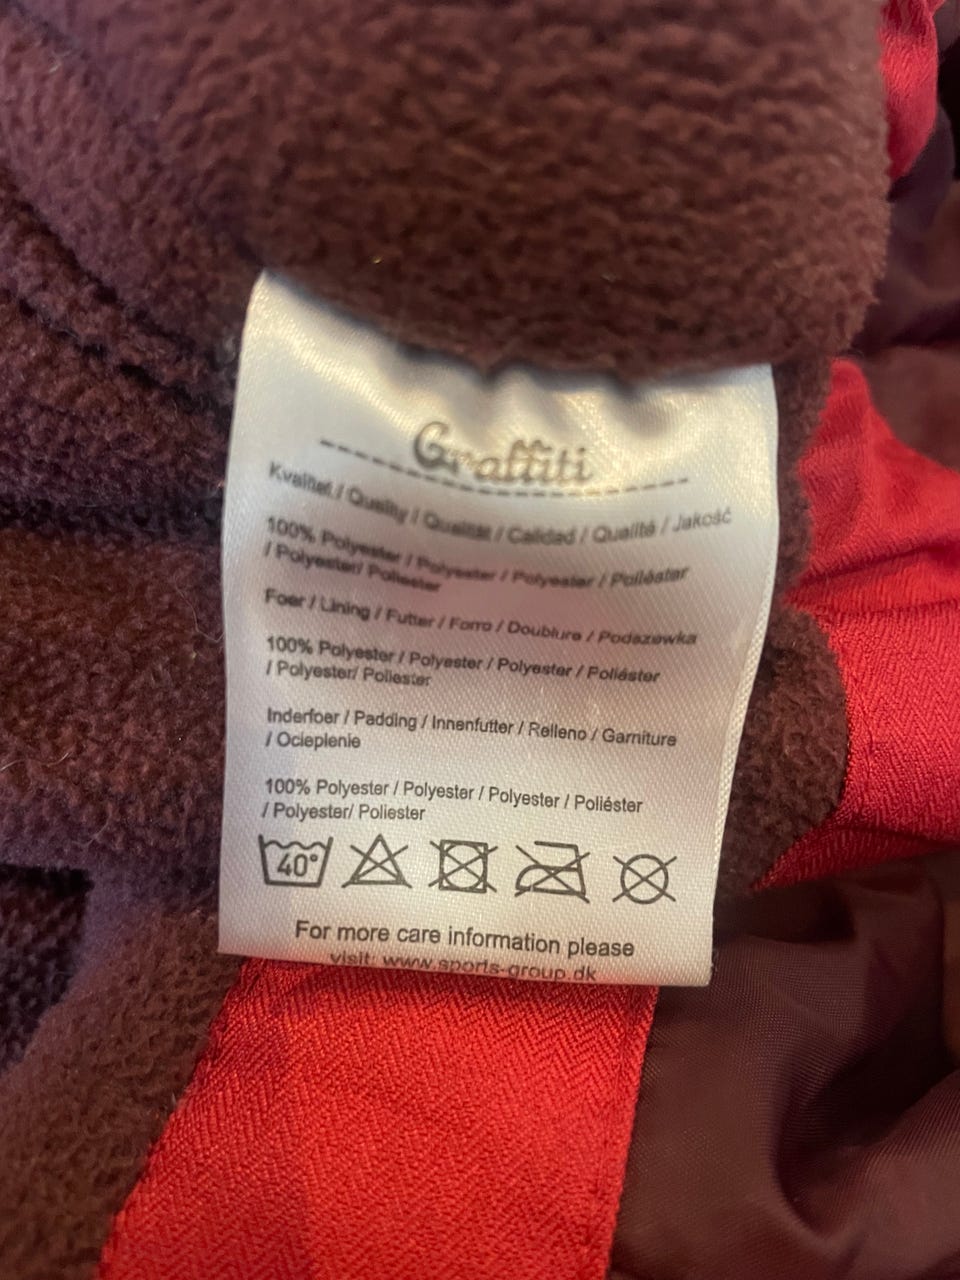 Graffiti
Kvalitet / Quality / Qualität / Calidad / Qualité / Jakość
100% Polyester / Polyester / Polyester / Poliéster
/ Polyester/ Poliester
Foer / Lining / Futter / Forro / Doublure / Podszewka
100% Polyester / Polyester / Polyester / Poliéster
/ Polyester/ Poliester
Inderfoer / Padding / Innenfutter / Relleno / Garniture
/ Ocieplenie
100% Polyester / Polyester / Polyester / Poliéster
/ Polyester/ Poliester
40°
For more care information please
visit: www.sports-group.dk